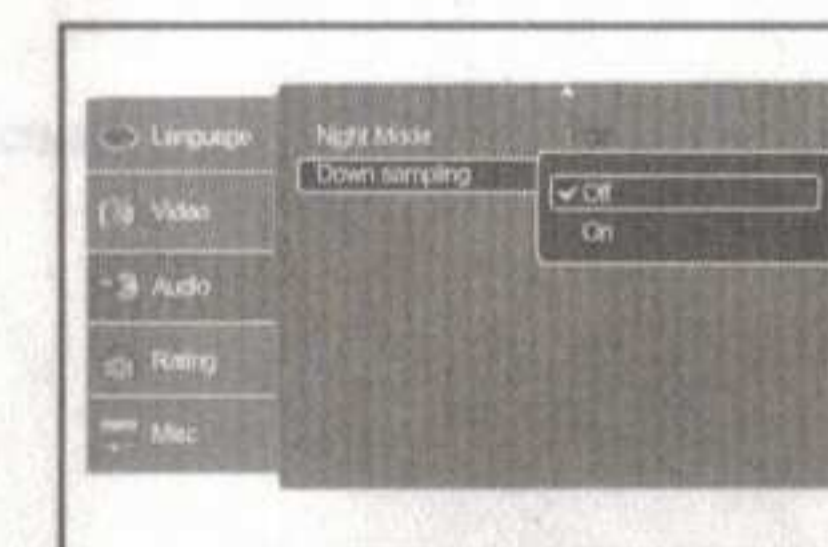 Language
Video
Audio
Rating
Misc
Night Mode
Down sampling
Off
On